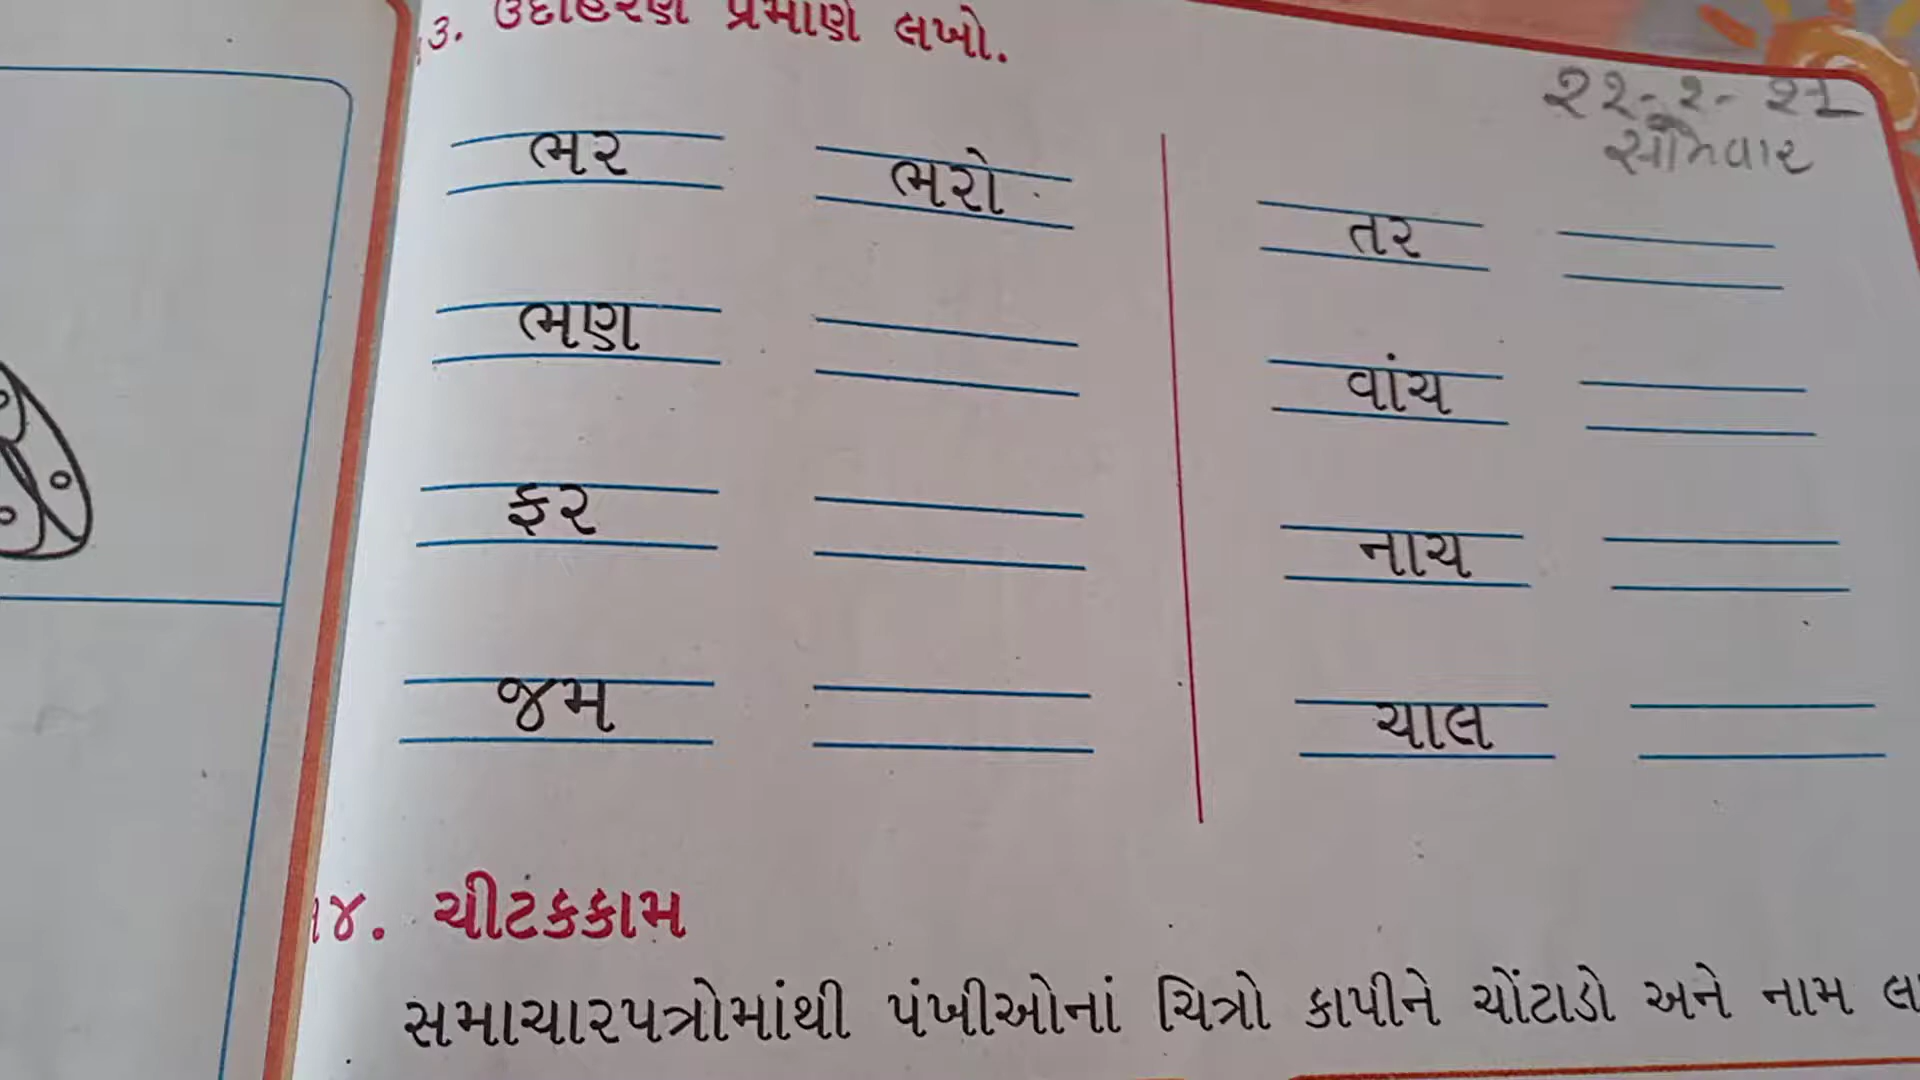 ૧૩. ઉદાહરણ પ્રમાણે લખો.
૨૨-૨-૨૧
સોમવાર
ભર ભરો
ભણ
ફર
જમ
તર
વાંચ
નાચ
ચાલ
૧૪. ચીટકકામ
સમાચારપત્રોમાંથી પંખીઓનાં ચિત્રો કાપીને ચોંટાડો અને નામ